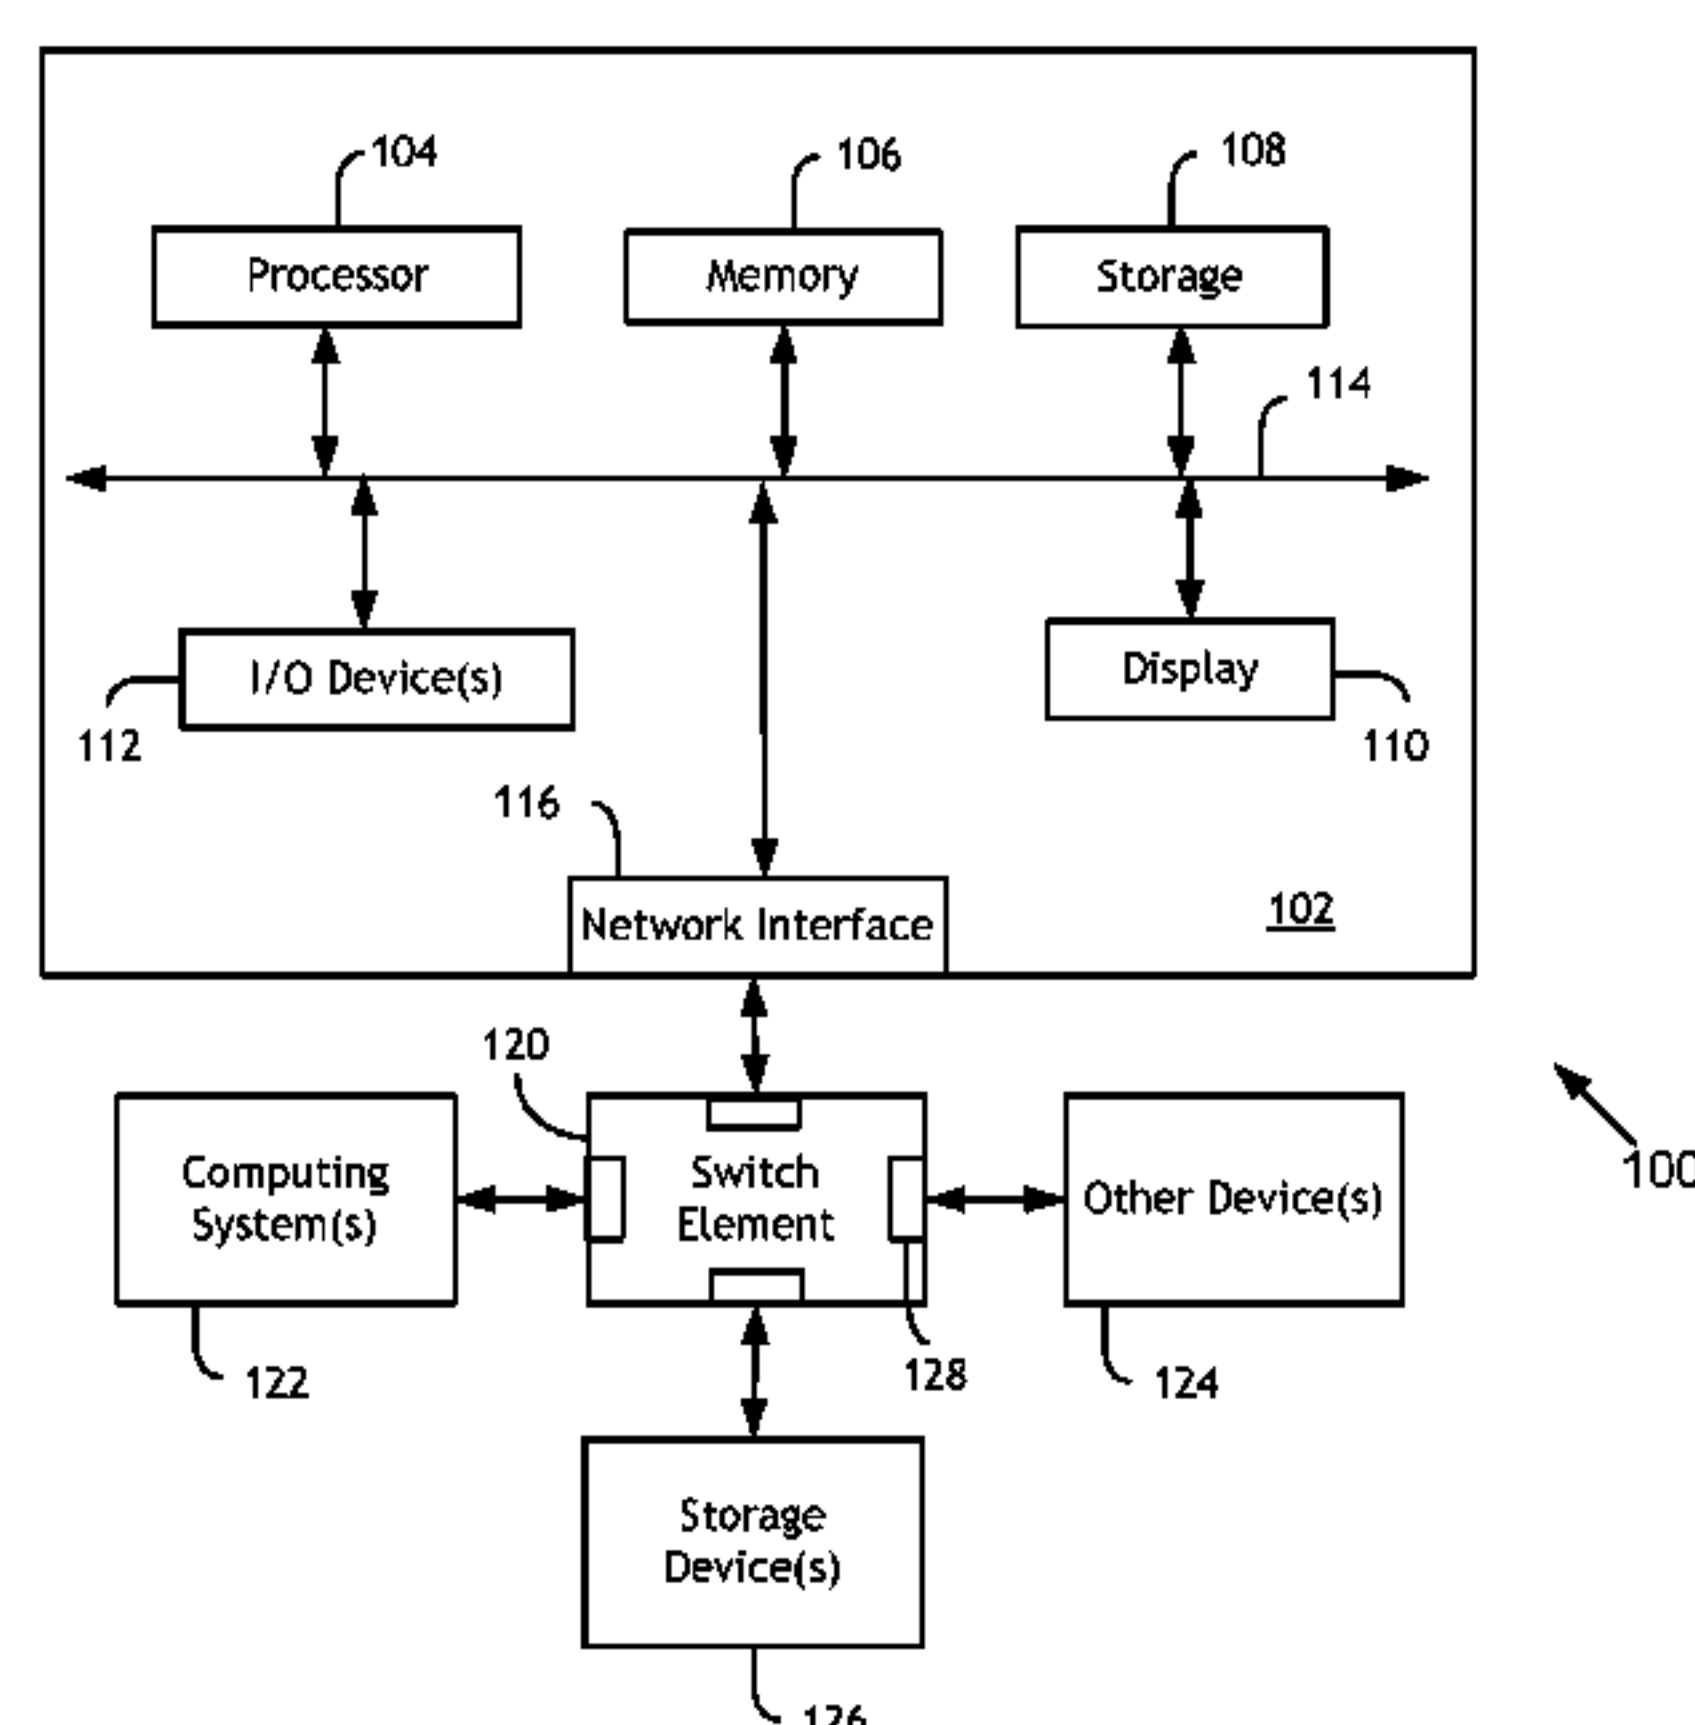 104
106
108
Processor
Memory
Storage
114
I/O Device(s)
Display
112
110
116
Network Interface
102
120
Computing
System(s)
Switch
Element
Other Device(s)
100
122
128
124
Storage
Device(s)
126